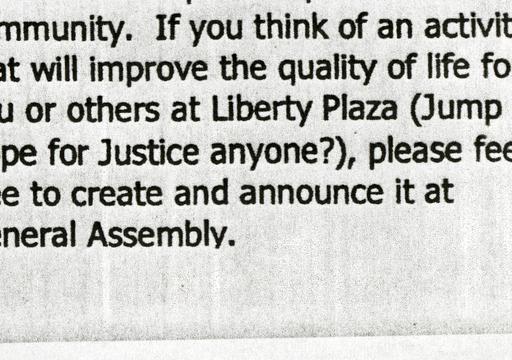 mmunity. If you think of an activit
at will improve the quality of life fo
u or others at Liberty Plaza (Jump
pe for Justice anyone?), please fee
e to create and announce it at
neral Assembly.